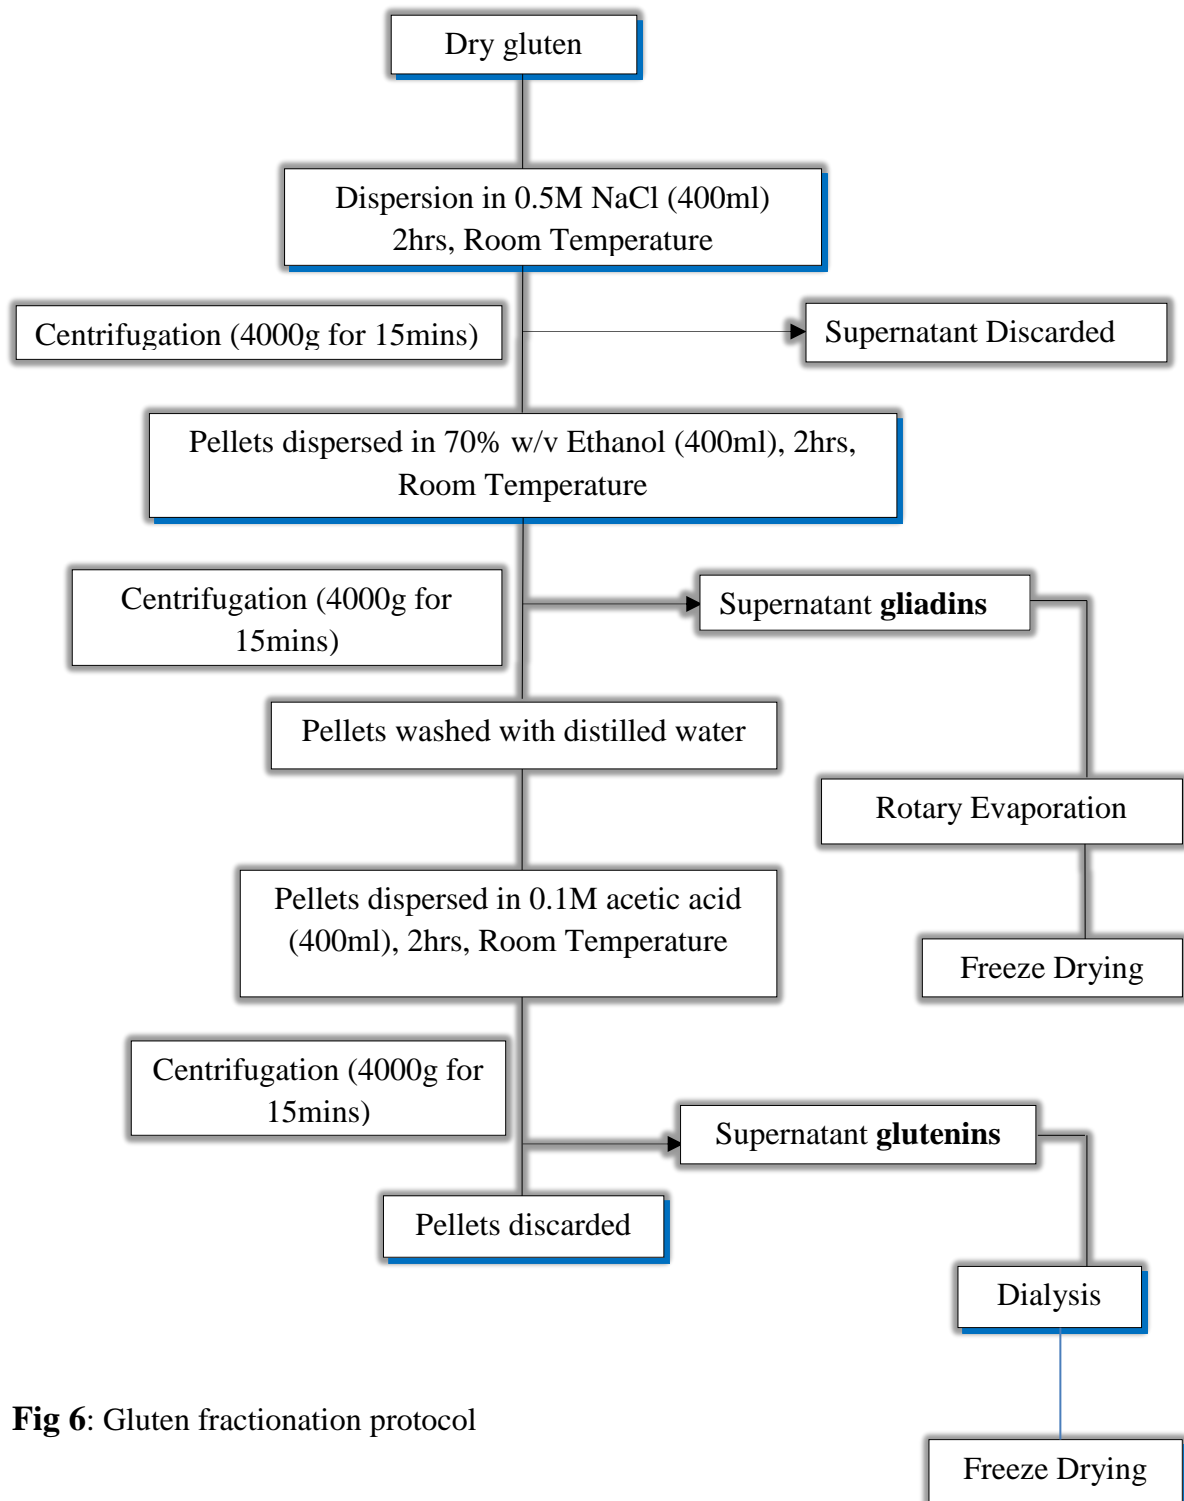 Dry gluten
Dispersion in 0.5M NaCl (400ml)
2hrs, Room Temperature
Centrifugation (4000g for 15mins)
Supernatant Discarded
Pellets dispersed in 70% w/v Ethanol (400ml), 2hrs,
Room Temperature
Centrifugation (4000g for
15mins)
Supernatant gliadins
Pellets washed with distilled water
Rotary Evaporation
Pellets dispersed in 0.1M acetic acid
(400ml), 2hrs, Room Temperature
Freeze Drying
Centrifugation (4000g for
15mins)
Supernatant glutenins
Pellets discarded
Dialysis
Fig 6: Gluten fractionation protocol
Freeze Drying